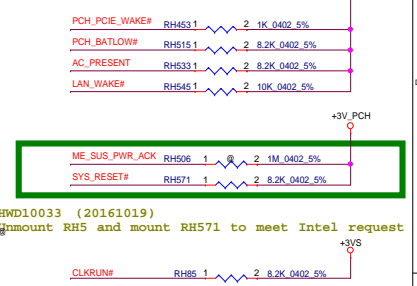 PCH_PCIE_WAKE# RH453 1 2 1K_0402_5%
PCH_BATLOW# RH515 1 2 8.2K_0402_5%
AC_PRESENT RH533 1 2 8.2K_0402_5%
LAN_WAKE# RH545 1 2 10K_0402_5%
+3V_PCH
ME_SUS_PWR_ACK RH506 1 @ 2 1M_0402_5%
SYS_RESET# RH571 1 2 8.2K_0402_5%
HWD10033 (20161019)
Unmount RH5 and mount RH571 to meet Intel request
@
+3VS
CLKRUN# RH85 1 2 8.2K_0402_5%